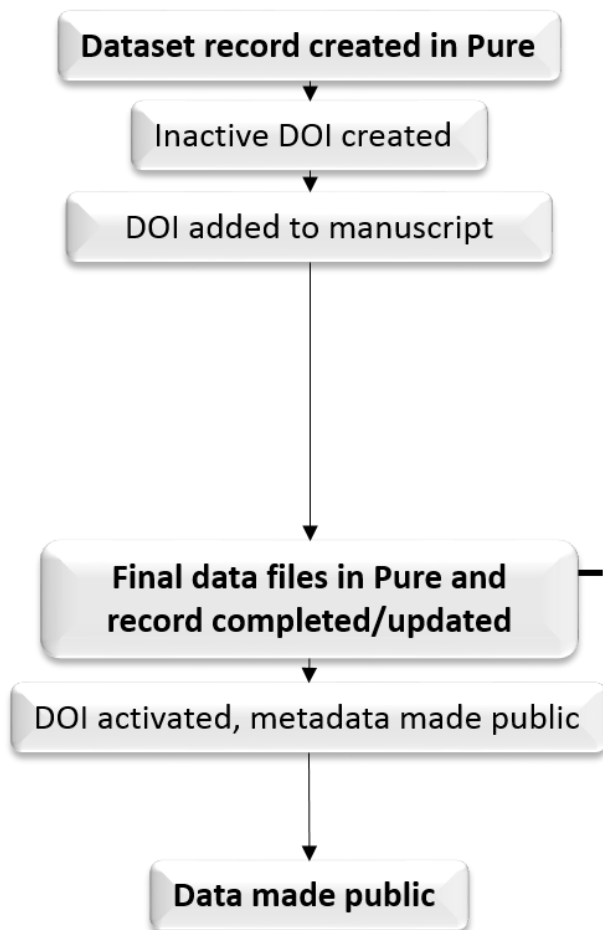 Dataset record created in Pure
Inactive DOI created
DOI added to manuscript
Final data files in Pure and
record completed/updated
DOI activated, metadata made public
Data made public